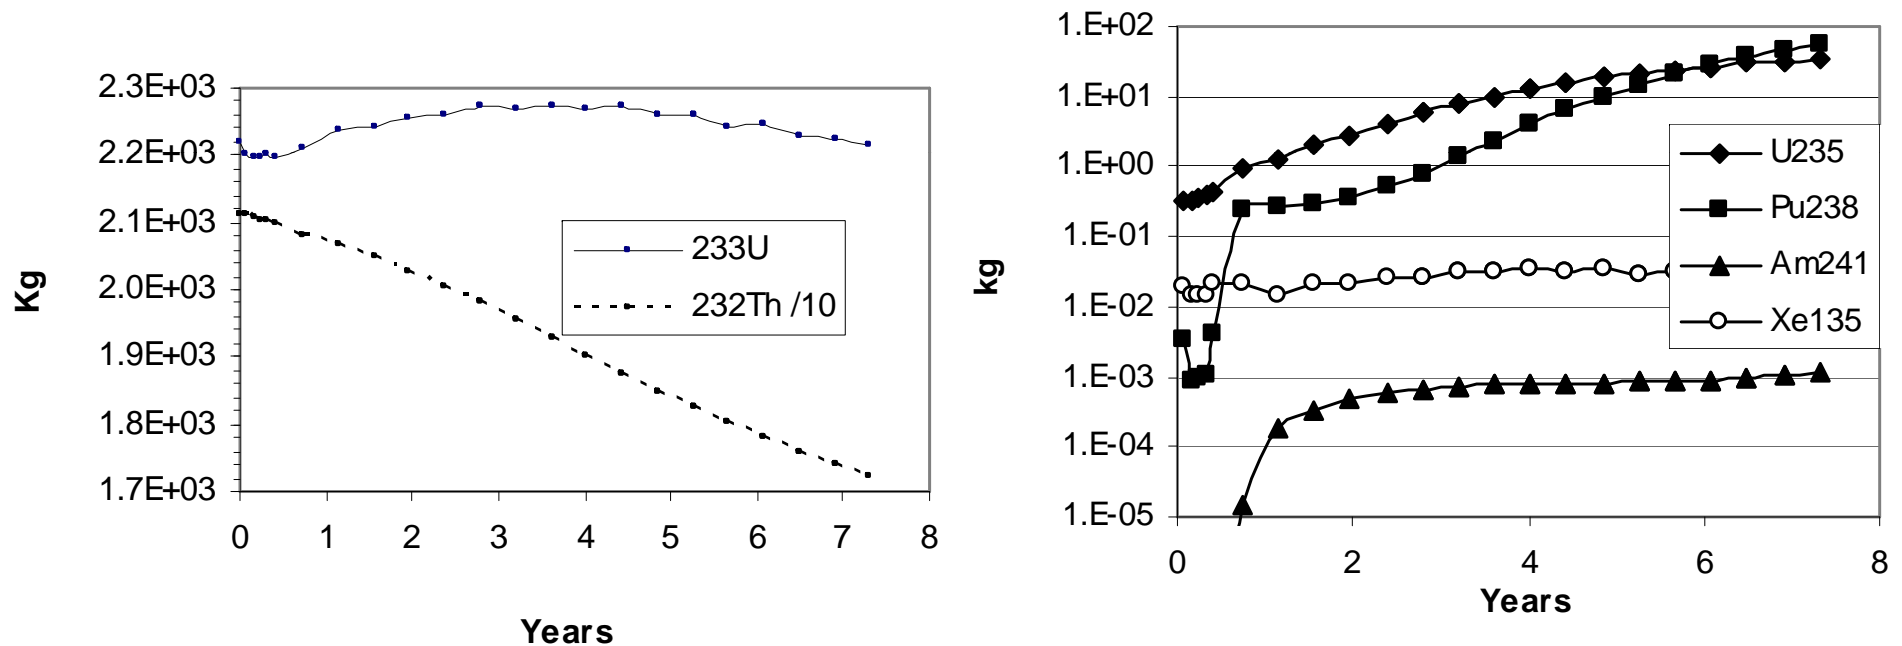 2.3E+03
2.2E+03
2.1E+03
2.0E+03
1.9E+03
1.8E+03
1.7E+03
Kg
0 1 2 3 4 5 6 7 8
Years
233U
232Th /10
1.E+02
1.E+01
1.E+00
1.E-01
1.E-02
1.E-03
1.E-04
1.E-05
kg
0 2 4 6 8
Years
U235
Pu238
Am241
Xe135